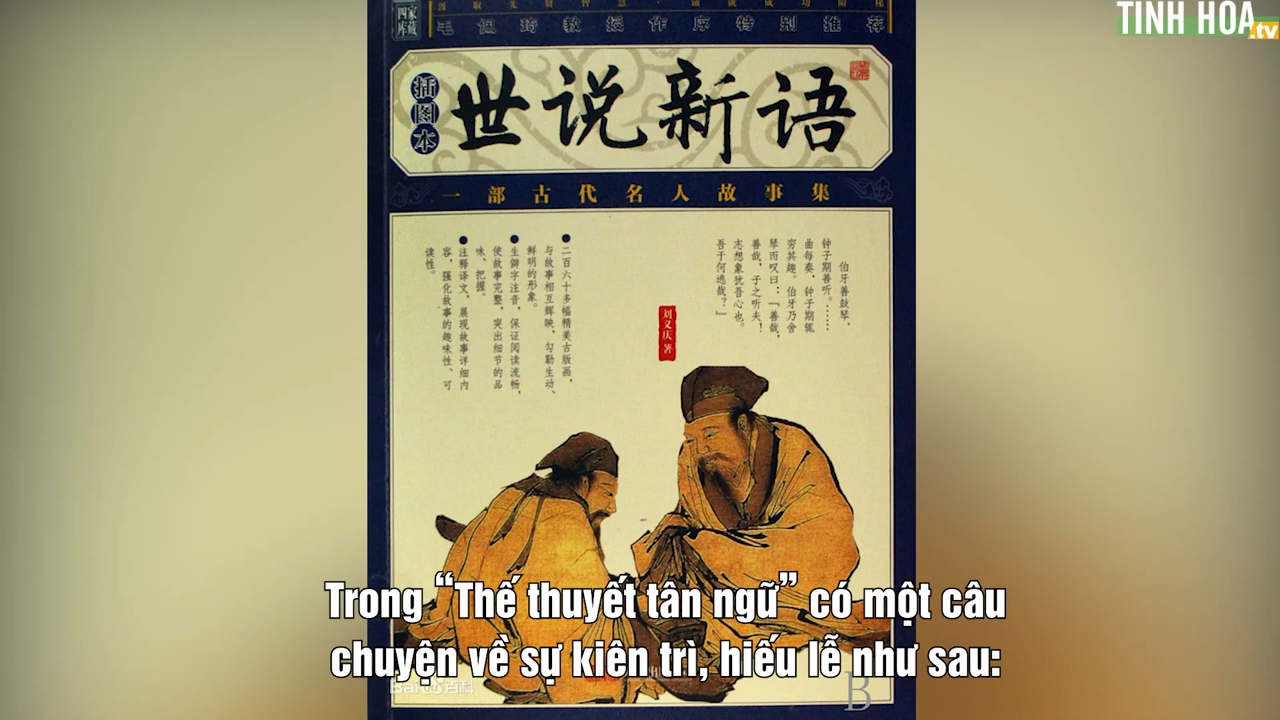 TINH HOA
.tv
四家
库藏
毛佩琦教授作序特别推荐
插图本
世说新语
一部古代名人故事集
伯牙善鼓琴，
钟子期善听。……
曲每奏，钟子期辄
穷其趣。伯牙乃舍
琴而叹曰：“善哉，
善哉，子之听夫！
志想象犹吾心也。
吾于何逃哉？”
刘义庆 著
●二百六十多幅精美古版画，
与故事相互辉映，勾勒生动、
鲜明的形象。
●生僻字注音，保证阅读流畅，
使故事完整，突出细节的品
味、把握。
●注释译文，展现故事详细内
容，强化故事的趣味性、可
读性。
Trong “Thế thuyết tân ngữ” có một câu
chuyện về sự kiên trì, hiếu lễ như sau:
Bai 百科
B